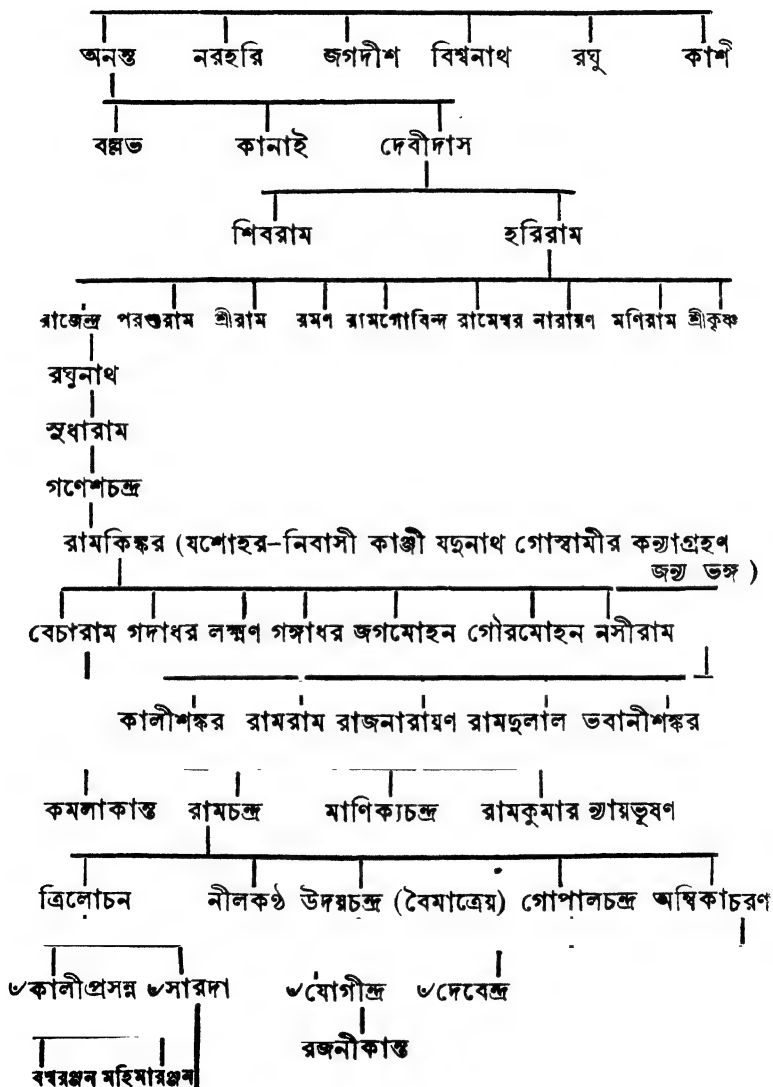 অনন্ত নরহরি জগদীশ বিশ্বনাথ রঘু কাশী
বল্লভ কানাই দেবীদাস
শিবরাম হরিরাম
রাজেন্দ্র পরশুরাম শ্রীরাম রমণ রামগোবিন্দ রামেশ্বর নারায়ণ মণিরাম শ্রীকৃষ্ণ
রঘুনাথ
সুধারাম
গণেশচন্দ্র
রামকিঙ্কর (যশোহর-নিবাসী কাঞ্জী যদুনাথ গোস্বামীর কন্যাগ্রহণ
জন্য ভঙ্গ )
বেচারাম গদাধর লক্ষ্মণ গঙ্গাধর জগমোহন গৌরমোহন নসীরাম
কালীশঙ্কর রামরাম রাজনারায়ণ রামদুলাল ভবানীশঙ্কর
কমলাকান্ত রামচন্দ্র মাণিক্যচন্দ্র রামকুমার ন্যায়ভূষণ
ত্রিলোচন নীলকণ্ঠ উদয়চন্দ্র (বৈমাত্রেয়) গোপালচন্দ্র অম্বিকাচরণ
৺কালীপ্রসন্ন ৺সারদা ৺যোগীন্দ্র ৺দেবেন্দ্র
রজনীকান্ত
মহিমারঞ্জন